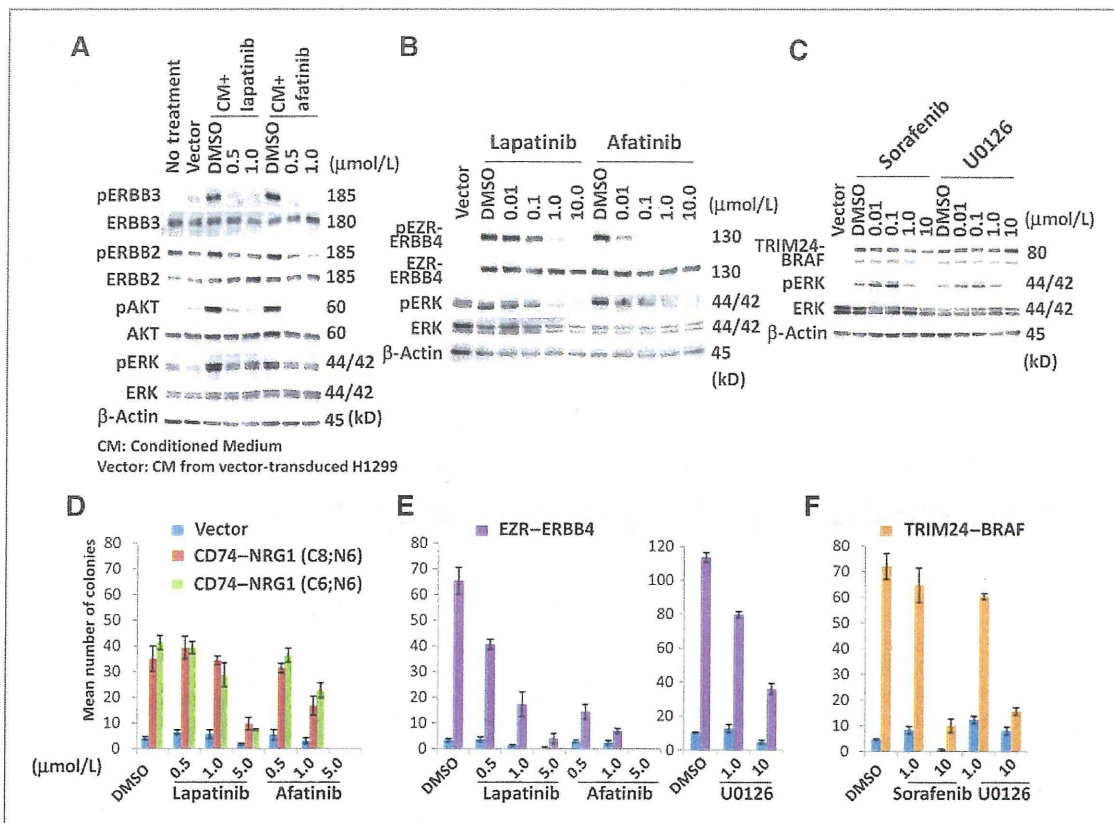 A
No treatment
Vector
DMSO
CM+ lapatinib
0.5
1.0
DMSO
CM+ afatinib
0.5
1.0
(μmol/L)
pERBB3 185
ERBB3 180
pERBB2 185
ERBB2 185
pAKT 60
AKT 60
pERK 44/42
ERK 44/42
β-Actin 45 (kD)
CM: Conditioned Medium
Vector: CM from vector-transduced H1299
B
Lapatinib Afatinib
Vector
DMSO
0.01
0.1
1.0
10.0
DMSO
0.01
0.1
1.0
10.0
(μmol/L)
pEZR-
ERBB4 130
EZR-
ERBB4 130
pERK 44/42
ERK 44/42
β-Actin 45
(kD)
C
Sorafenib U0126
Vector
DMSO
0.01
0.1
1.0
10
DMSO
0.01
0.1
1.0
10
(μmol/L)
TRIM24-
BRAF 80
pERK 44/42
ERK 44/42
β-Actin 45
(kD)
D
Vector
CD74–NRG1 (C8;N6)
CD74–NRG1 (C6;N6)
Mean number of colonies
80
70
60
50
40
30
20
10
0
(μmol/L)
DMSO 0.5 1.0 5.0 0.5 1.0 5.0
Lapatinib Afatinib
E
EZR–ERBB4
80
70
60
50
40
30
20
10
0
DMSO 0.5 1.0 5.0 0.5 1.0 5.0
Lapatinib Afatinib
120
100
80
60
40
20
0
DMSO 1.0 10
U0126
F
TRIM24–BRAF
80
70
60
50
40
30
20
10
0
DMSO 1.0 10 1.0 10
Sorafenib U0126